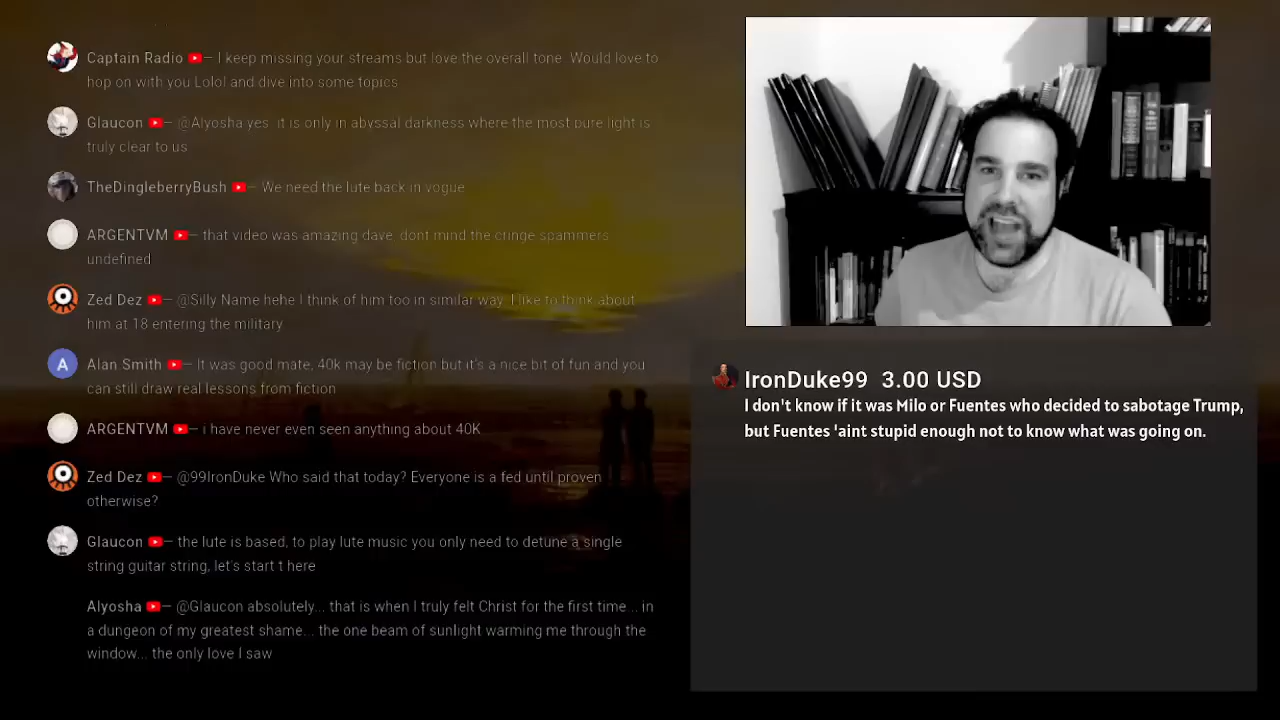 Captain Radio — I keep missing your streams but love the overall tone. Would love to
hop on with you Lolol and dive into some topics
Glaucon — @Alyosha yes it is only in abyssal darkness where the most pure light is
truly clear to us
TheDingleberryBush — We need the lute back in vogue
ARGENTVM — that video was amazing dave. dont mind the cringe spammers
undefined
Zed Dez — @Silly Name hehe I think of him too in similar way. I like to think about
him at 18 entering the military
A
Alan Smith — It was good mate, 40k may be fiction but it's a nice bit of fun and you
can still draw real lessons from fiction
ARGENTVM — i have never even seen anything about 40K
Zed Dez — @99IronDuke Who said that today? Everyone is a fed until proven
otherwise?
Glaucon — the lute is based, to play lute music you only need to detune a single
string guitar string, let's start t here
Alyosha — @Glaucon absolutely... that is when I truly felt Christ for the first time .. in
a dungeon of my greatest shame... the one beam of sunlight warming me through the
window... the only love I saw
IronDuke99 3.00 USD
I don't know if it was Milo or Fuentes who decided to sabotage Trump,
but Fuentes 'aint stupid enough not to know what was going on.